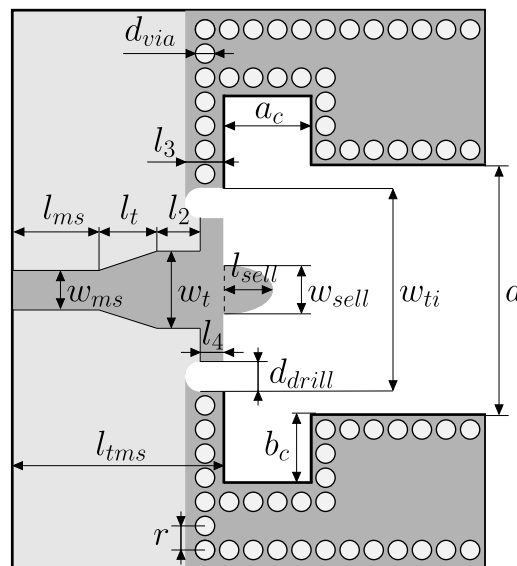 d_via
a_c
l_3
l_ms l_t l_2
l_sell
w_ms w_t w_sell w_ti a
l_4
d_drill
l_tms b_c
r